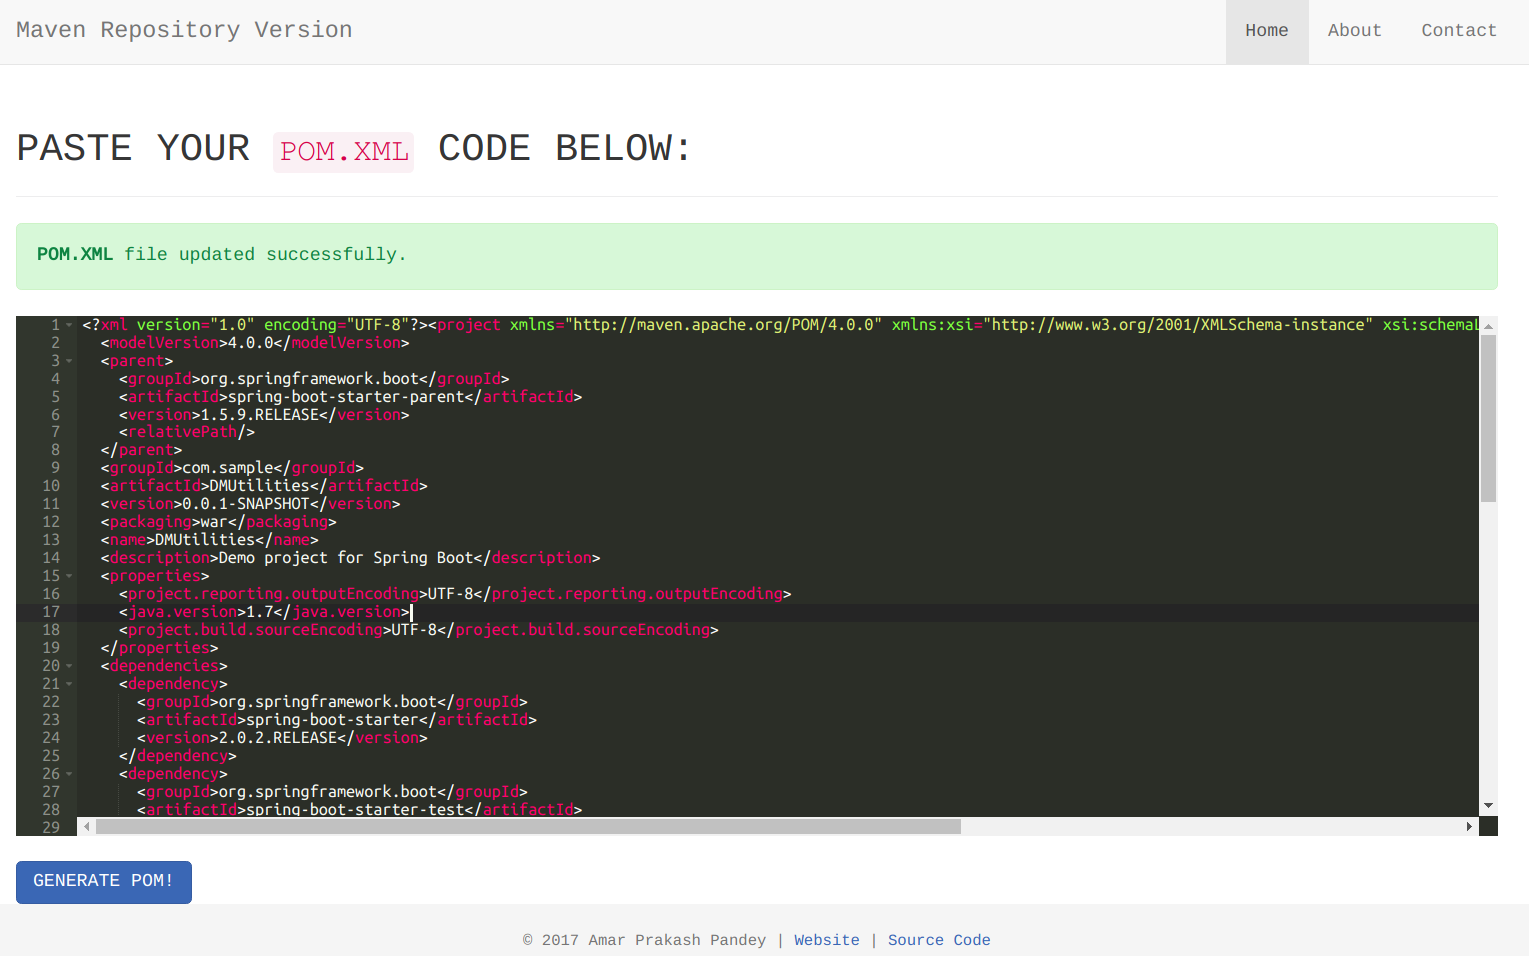 Maven Repository Version
Home About Contact
PASTE YOUR POM.XML CODE BELOW:
POM.XML file updated successfully.
1 <?xml version="1.0" encoding="UTF-8"?><project xmlns="http://maven.apache.org/POM/4.0.0" xmlns:xsi="http://www.w3.org/2001/XMLSchema-instance" xsi:schemaL
2 <modelVersion>4.0.0</modelVersion>
3 <parent>
4 <groupId>org.springframework.boot</groupId>
5 <artifactId>spring-boot-starter-parent</artifactId>
6 <version>1.5.9.RELEASE</version>
7 <relativePath/>
8 </parent>
9 <groupId>com.sample</groupId>
10 <artifactId>DMUtilities</artifactId>
11 <version>0.0.1-SNAPSHOT</version>
12 <packaging>war</packaging>
13 <name>DMUtilities</name>
14 <description>Demo project for Spring Boot</description>
15 <properties>
16 <project.reporting.outputEncoding>UTF-8</project.reporting.outputEncoding>
17 <java.version>1.7</java.version>
18 <project.build.sourceEncoding>UTF-8</project.build.sourceEncoding>
19 </properties>
20 <dependencies>
21 <dependency>
22 <groupId>org.springframework.boot</groupId>
23 <artifactId>spring-boot-starter</artifactId>
24 <version>2.0.2.RELEASE</version>
25 </dependency>
26 <dependency>
27 <groupId>org.springframework.boot</groupId>
28 <artifactId>spring-boot-starter-test</artifactId>
29
GENERATE POM!
© 2017 Amar Prakash Pandey | Website | Source Code